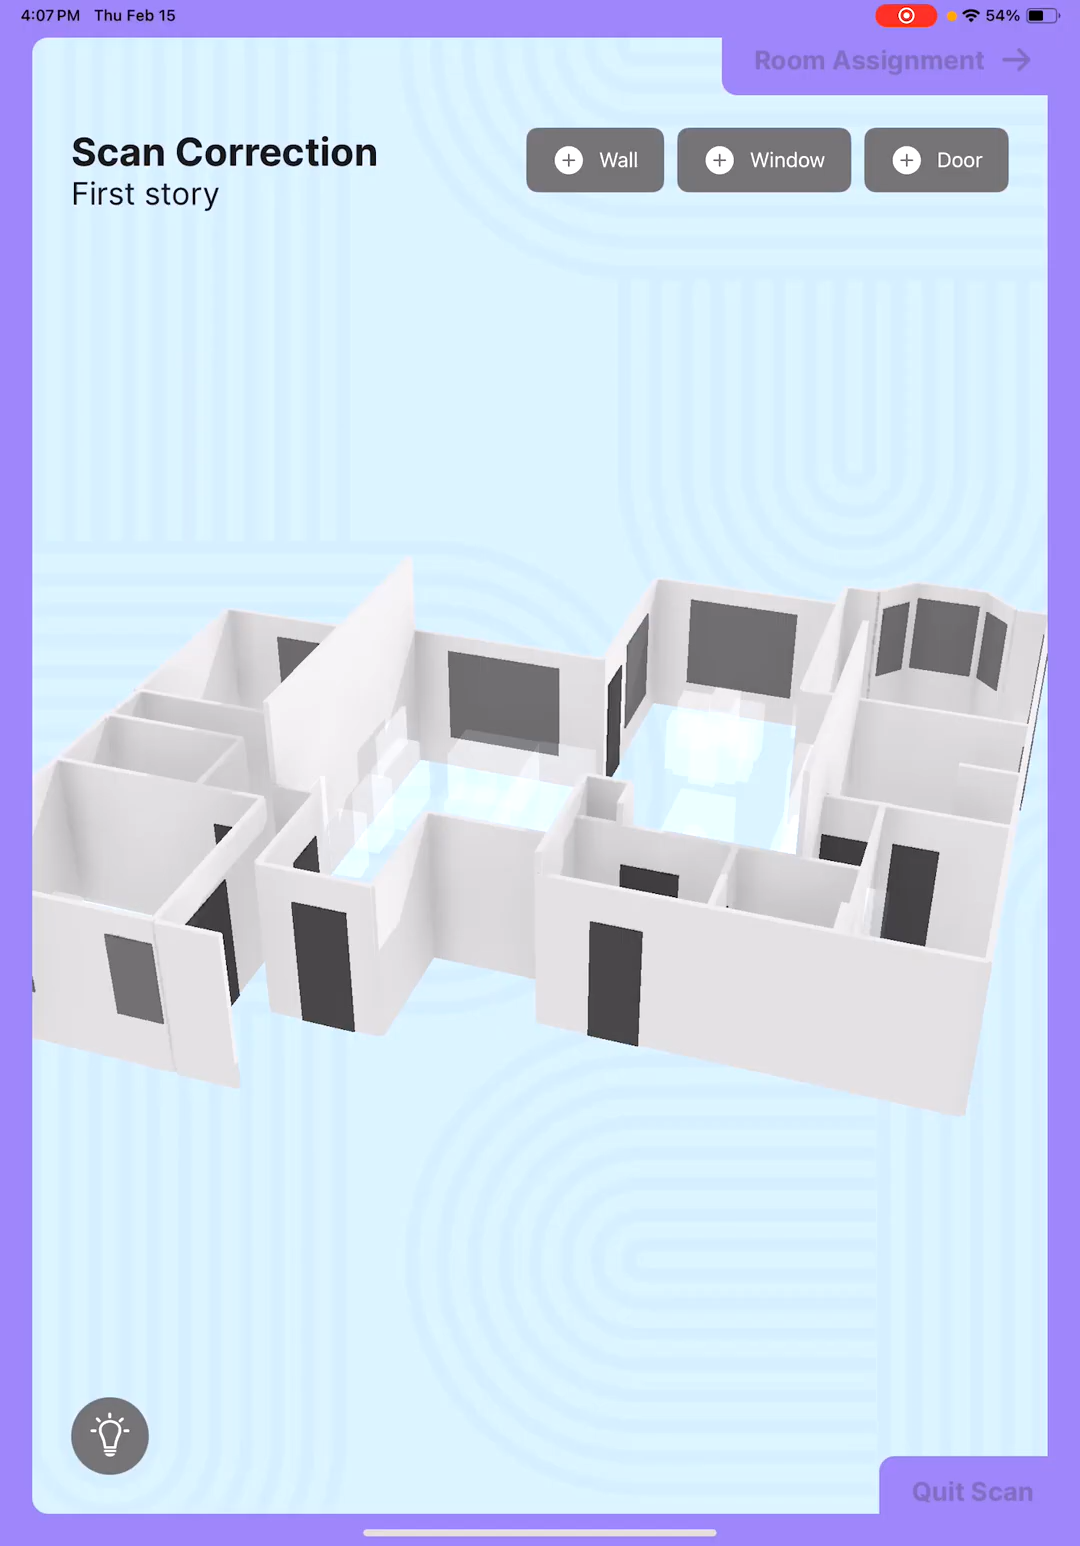 4:07 PM Thu Feb 15
54%
Room Assignment
Scan Correction
First story
Wall
Window
Door
Quit Scan